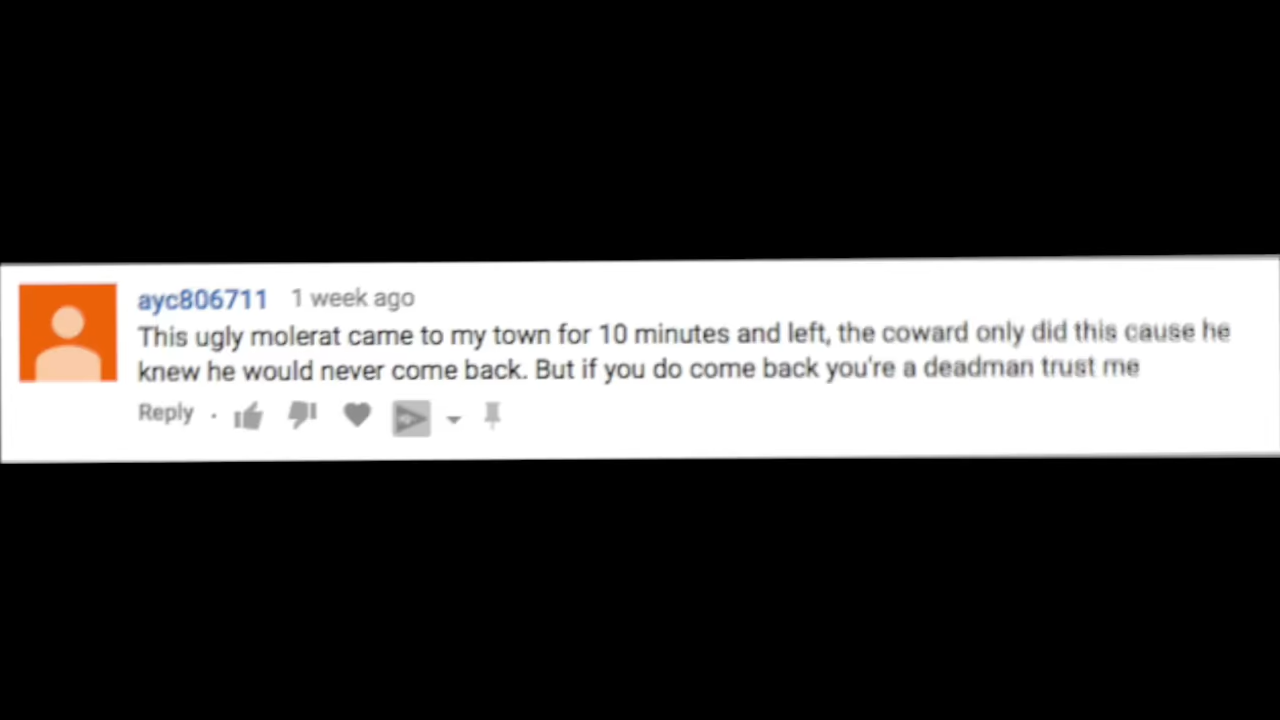 ayc806711 1 week ago
This ugly molerat came to my town for 10 minutes and left, the coward only did this cause he
knew he would never come back. But if you do come back you're a deadman trust me
Reply ·